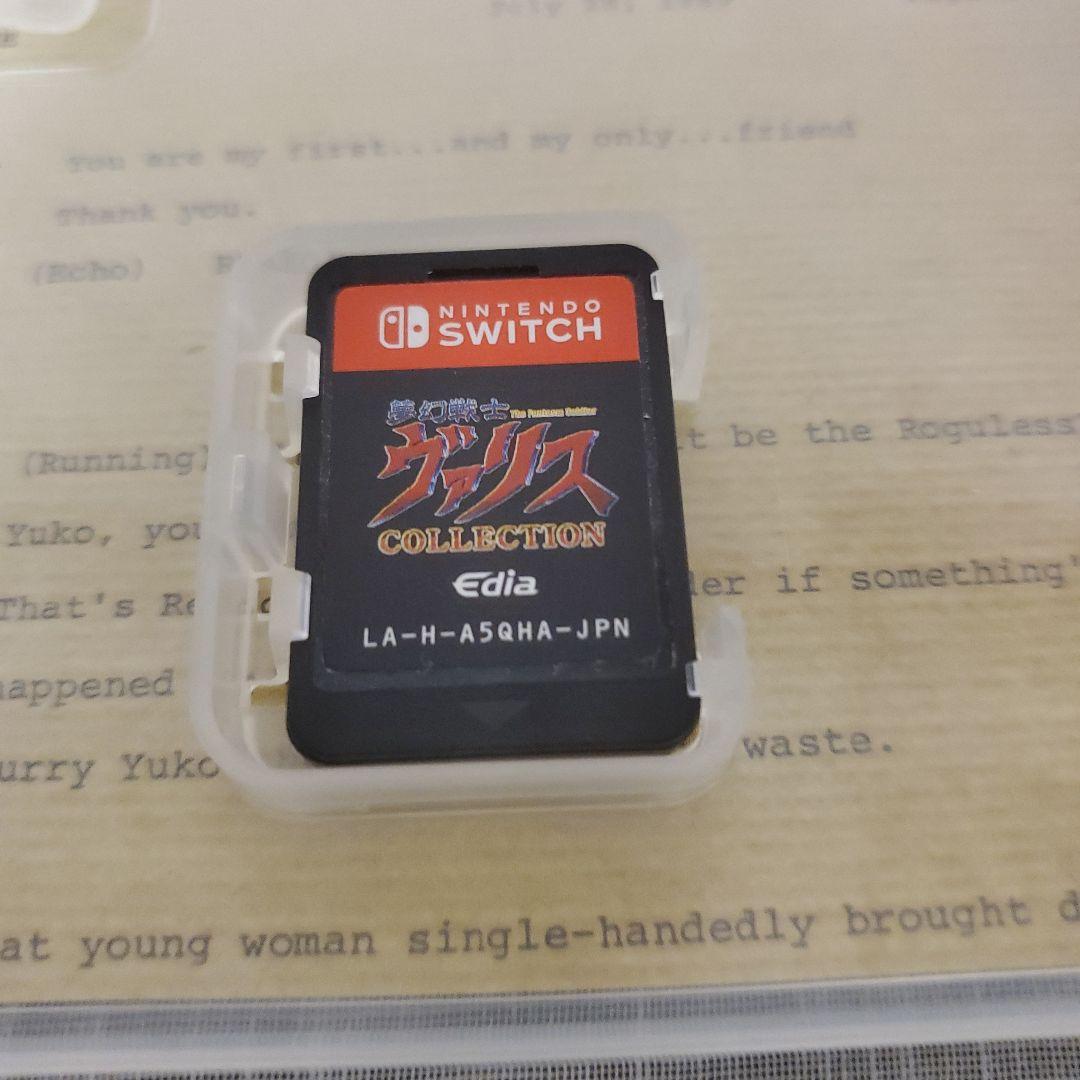 You are my first...and my only...friend
Thank you.
(Echo)
NINTENDO
SWITCH
夢幻戦士 The Fantasm Soldier
ヴァリス
COLLECTION
Edia
LA-H-A5QHA-JPN
(Running) it be the Roguless
Yuko, you
That's if something'
happened
urry Yuko waste.
at young woman single-handedly brought d